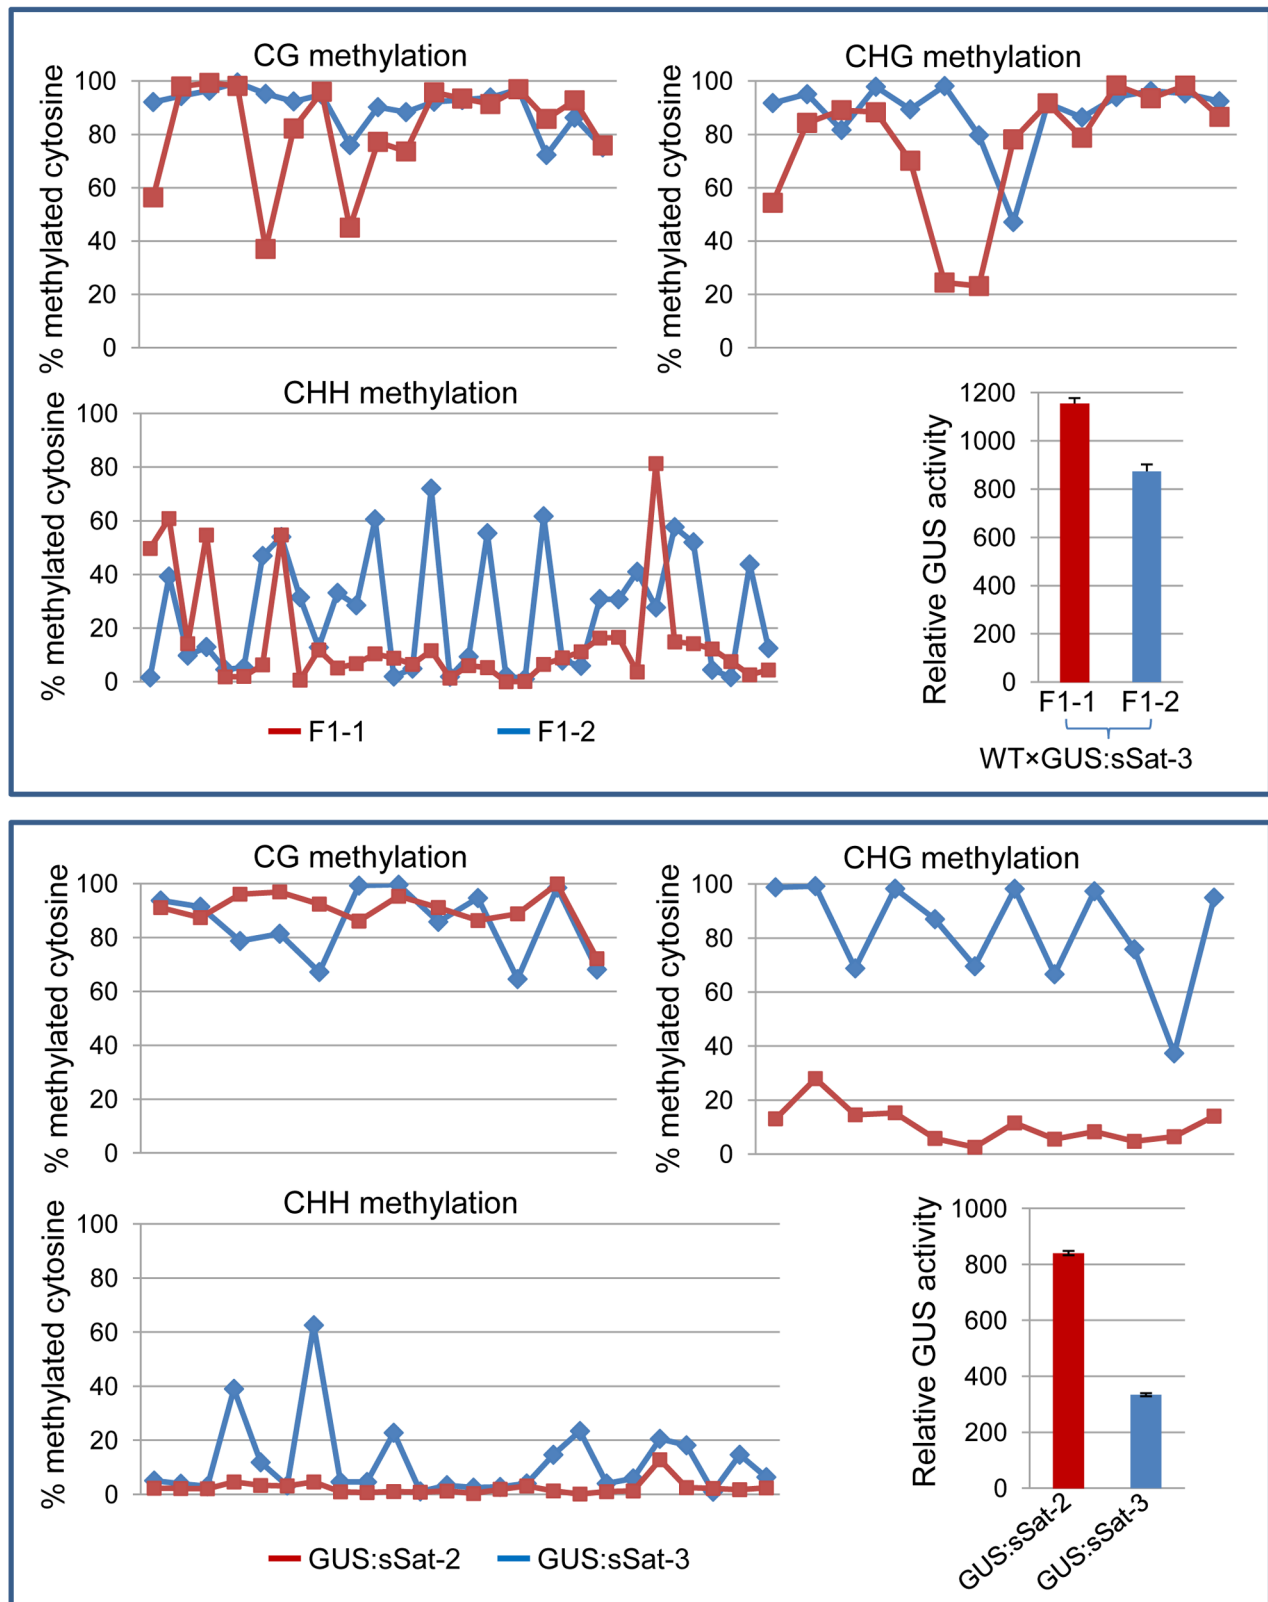 CG methylation
% methylated cytosine
100
80
60
40
20
0
CHG methylation
% methylated cytosine
100
80
60
40
20
0
CHH methylation
% methylated cytosine
100
80
60
40
20
0
F1-1 F1-2
Relative GUS activity
1200
1000
800
600
400
200
0
F1-1 F1-2
WT×GUS:sSat-3
CG methylation
% methylated cytosine
100
80
60
40
20
0
CHG methylation
% methylated cytosine
100
80
60
40
20
0
CHH methylation
% methylated cytosine
100
80
60
40
20
0
GUS:sSat-2 GUS:sSat-3
Relative GUS activity
1000
800
600
400
200
0
GUS:sSat-2
GUS:sSat-3